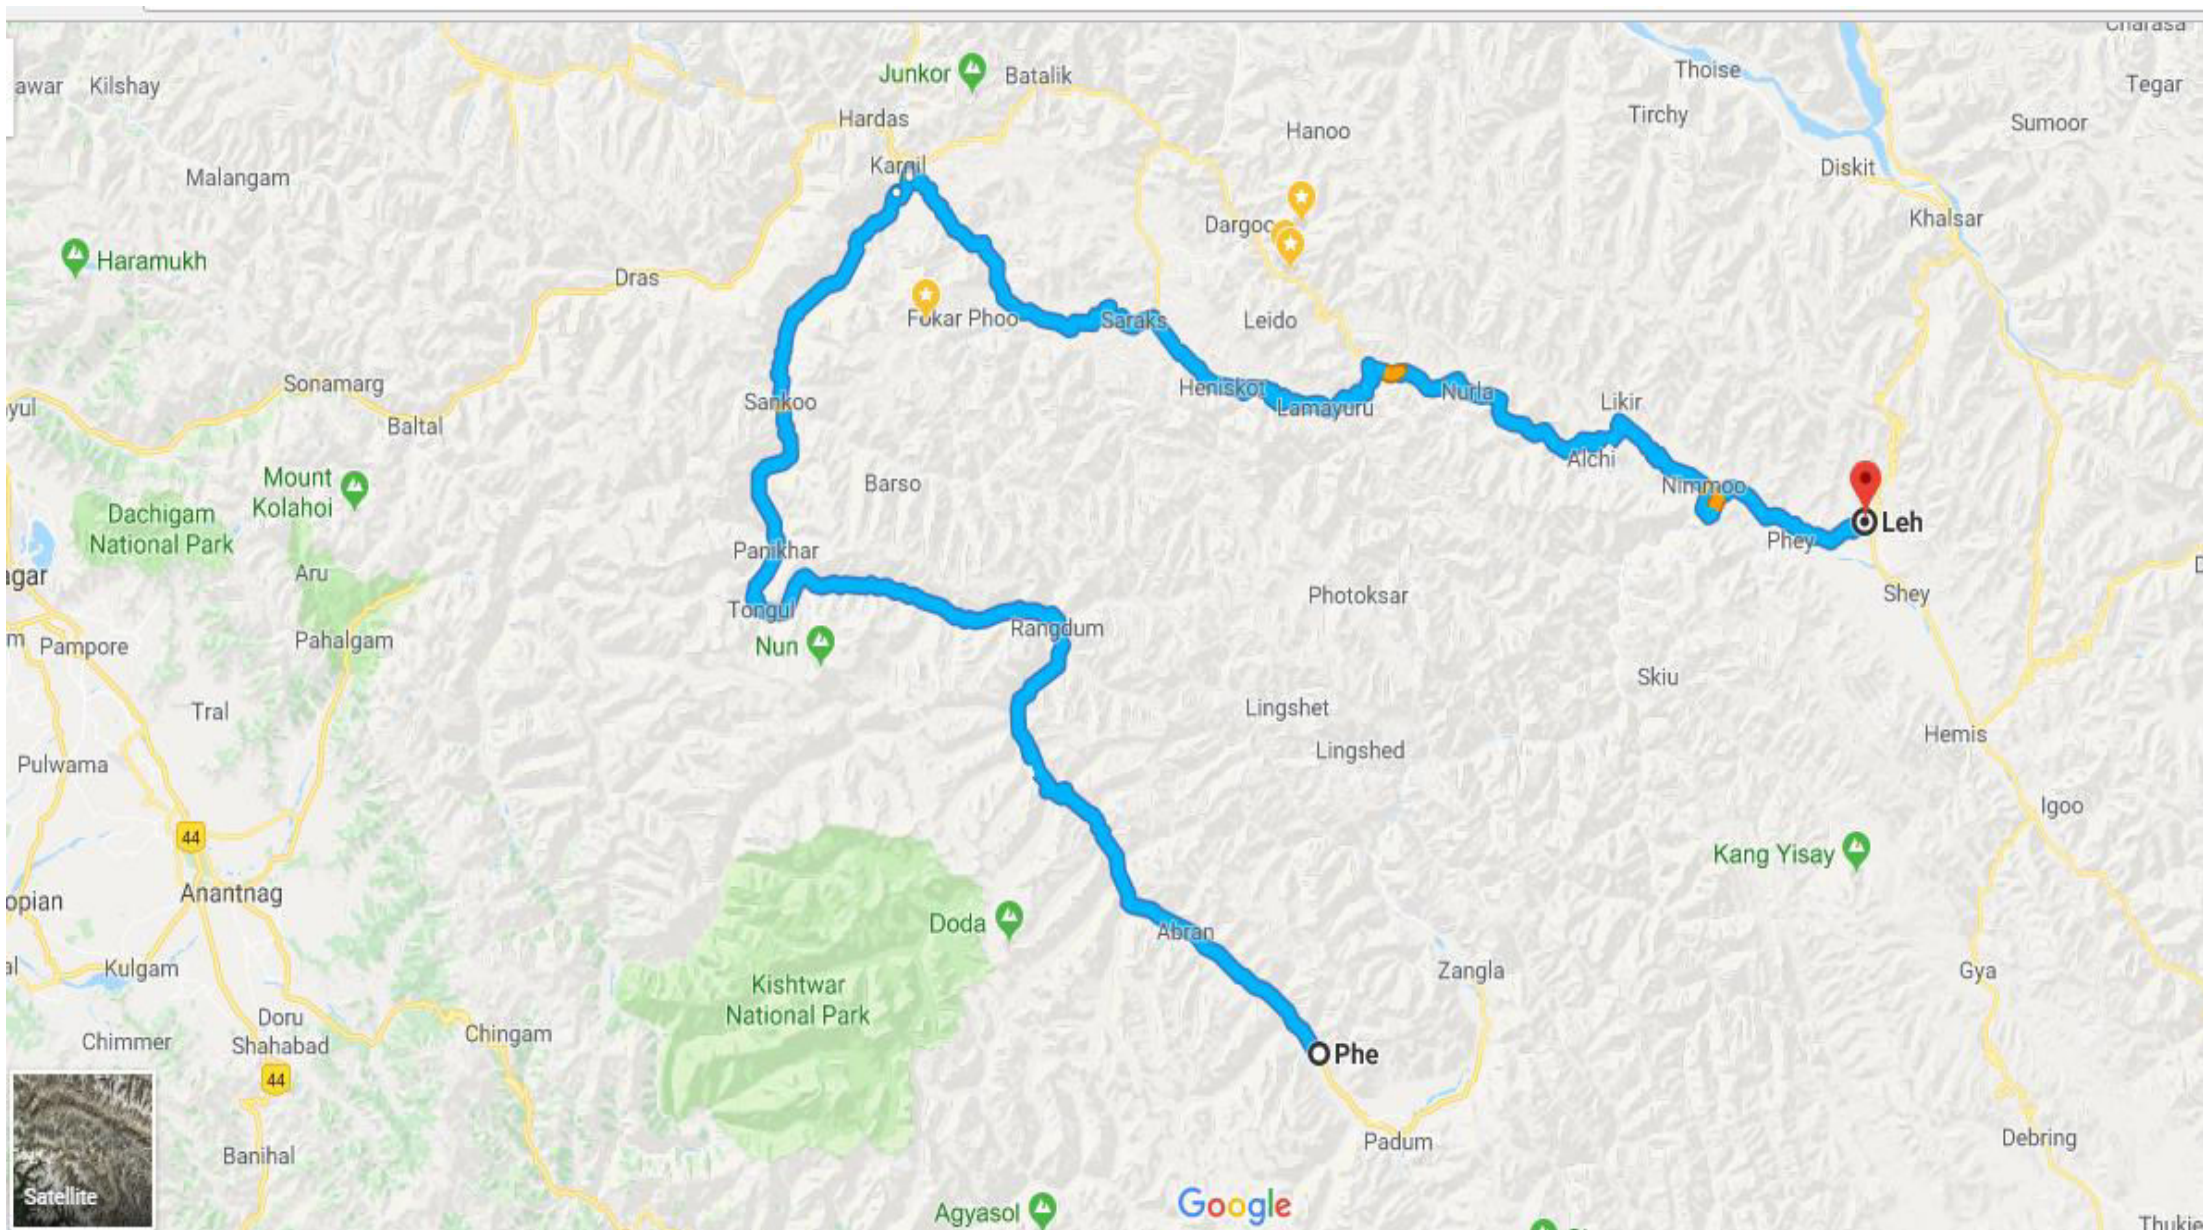 Charasa
Junkor
Batalik
Thoise
awar
Kilshay
Tegar
Hardas
Hanoo
Tirchy
Sumoor
Kargil
Diskit
Malangam
Dargoo
Khalsar
Haramukh
Dras
Fokar Phoo
Saraks
Leido
Sonamarg
Heniskot
Nurla
yul
Sankoo
Lamayuru
Likir
Baltal
Alchi
Mount
Kolahoi
Barso
Nimmoo
Dachigam
National Park
Leh
Panikhar
Phey
agar
Aru
Photoksar
Shey
Tongul
Rangdum
m
Pampore
Pahalgam
Nun
Skiu
Tral
Lingshet
Hemis
Lingshed
Pulwama
Igoo
44
Kang Yisay
Anantnag
opian
Doda
Abran
al
Kulgam
Zangla
Gya
Kishtwar
National Park
Doru
Shahabad
Chimmer
Chingam
Phe
44
Padum
Debring
Banihal
Satellite
Agyasol
Google
Thukje